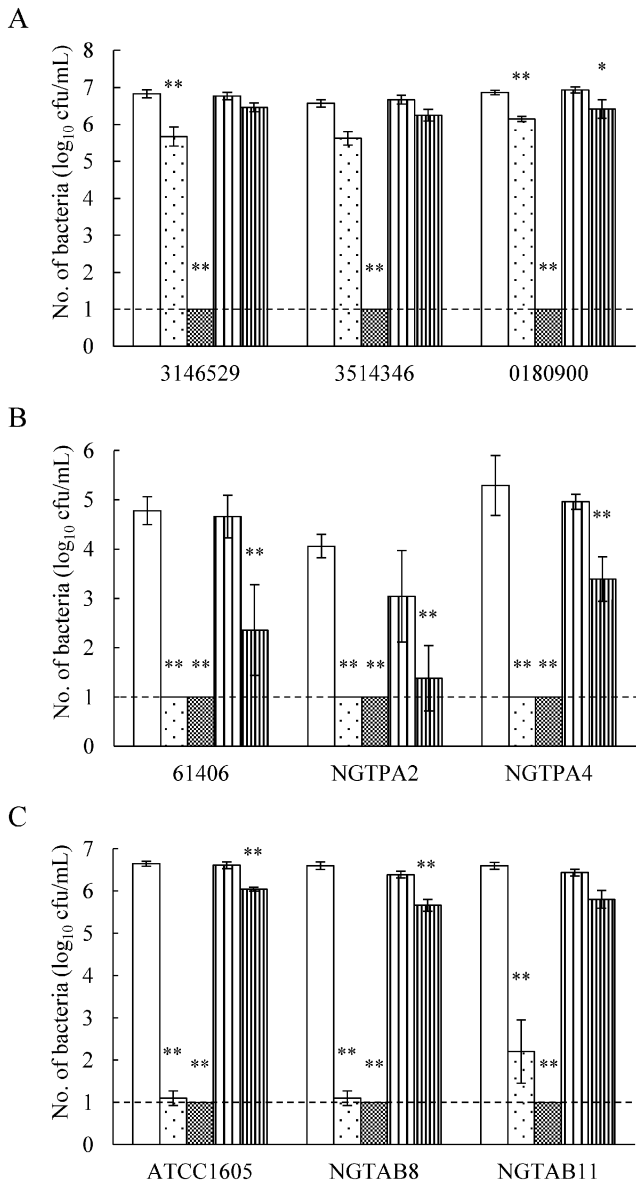 A
No. of bacteria (log10 cfu/mL)
8
7
6
5
4
3
2
1
0
** ** ** ** ** *
3146529 3514346 0180900
B
No. of bacteria (log10 cfu/mL)
6
5
4
3
2
1
0
** ** ** ** ** ** ** ** **
61406 NGTPA2 NGTPA4
C
No. of bacteria (log10 cfu/mL)
7
6
5
4
3
2
1
0
** ** ** ** ** ** ** **
ATCC1605 NGTAB8 NGTAB11